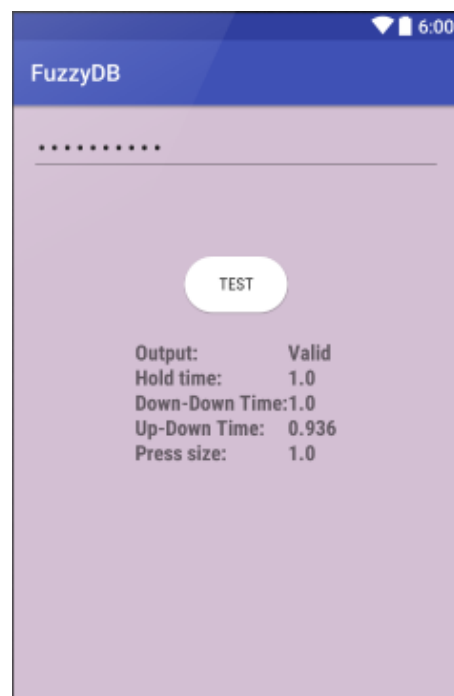 6:00
FuzzyDB
••••••••••
TEST
Output: Valid
Hold time: 1.0
Down-Down Time:1.0
Up-Down Time: 0.936
Press size: 1.0